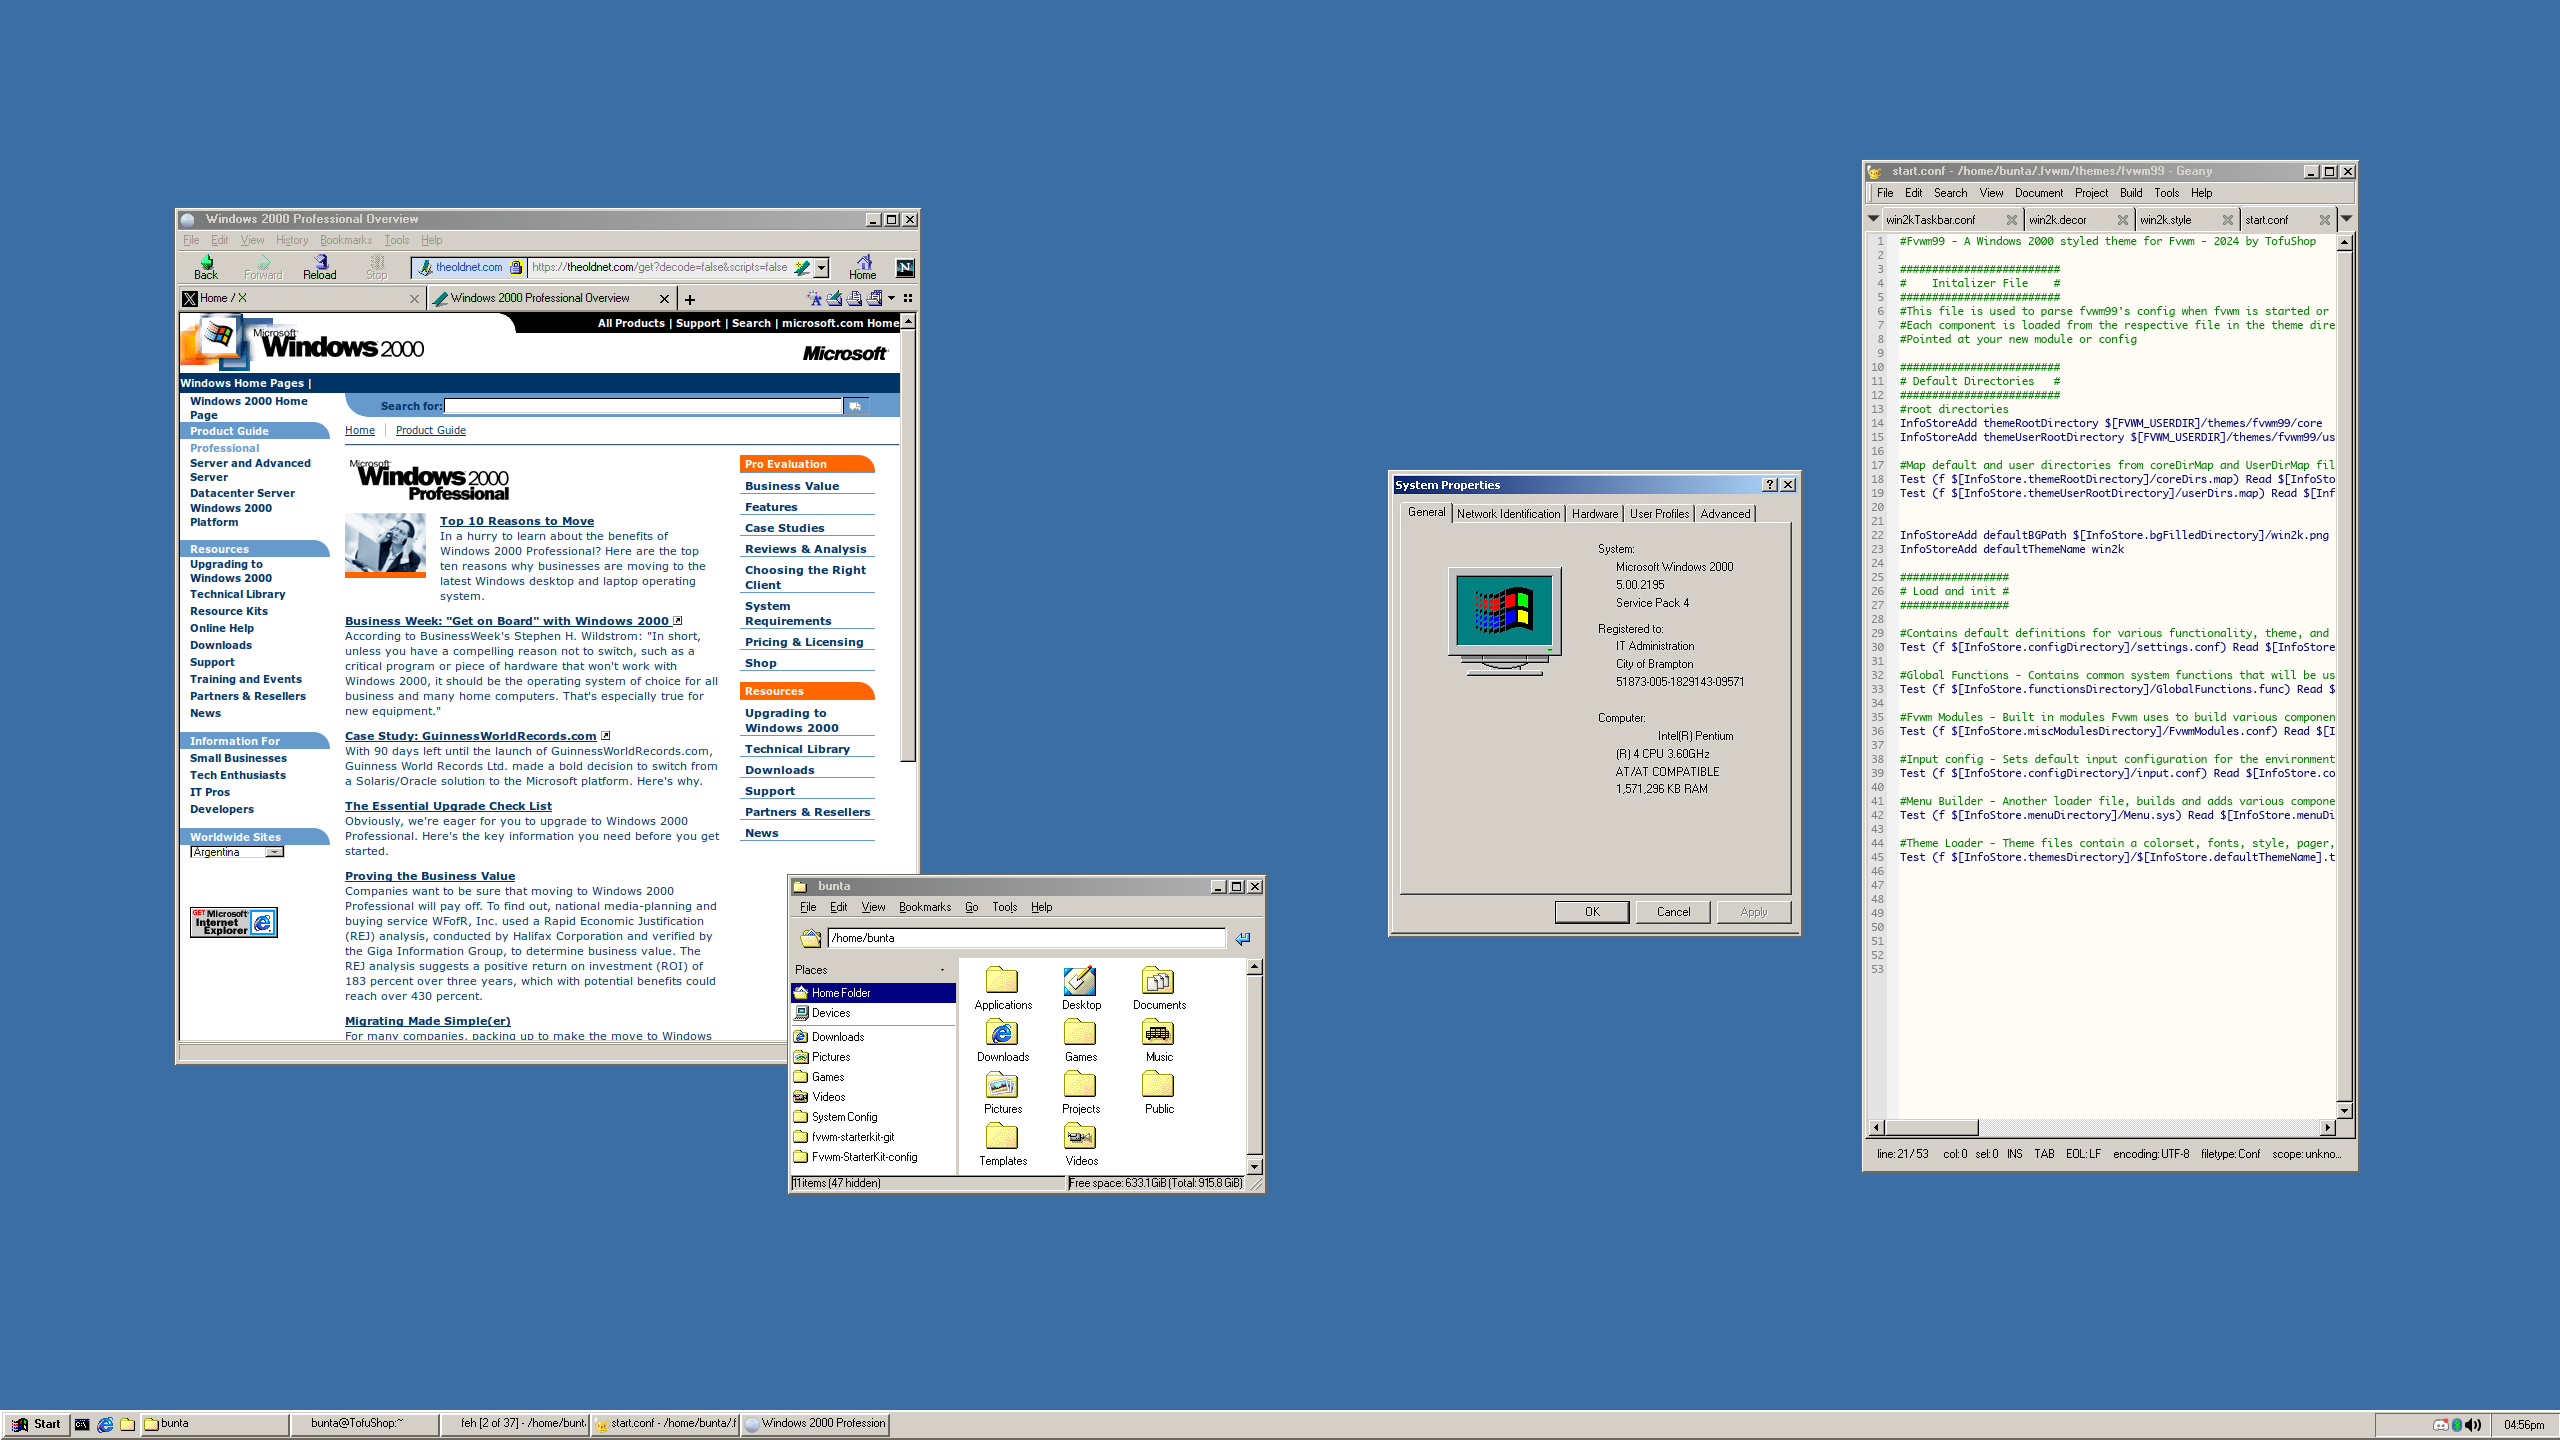 Windows 2000 Professional Overview
File Edit View History Bookmarks Tools Help
Back Forward Reload Stop theoldnet.com https://theoldnet.com/get?decode=false&scripts=false Home
Home / X Windows 2000 Professional Overview
All Products | Support | Search | microsoft.com Home
Microsoft
Windows 2000
Microsoft
Windows Home Pages |
Windows 2000 Home
Page
Product Guide
Professional
Server and Advanced
Server
Datacenter Server
Windows 2000
Platform
Resources
Upgrading to
Windows 2000
Technical Library
Resource Kits
Online Help
Downloads
Support
Training and Events
Partners & Resellers
News
Information For
Small Businesses
Tech Enthusiasts
IT Pros
Developers
Worldwide Sites
Argentina
GET Microsoft
Internet
Explorer
Search for:
Home Product Guide
Microsoft
Windows 2000
Professional
Top 10 Reasons to Move
In a hurry to learn about the benefits of
Windows 2000 Professional? Here are the top
ten reasons why businesses are moving to the
latest Windows desktop and laptop operating
system.
Business Week: "Get on Board" with Windows 2000
According to BusinessWeek's Stephen H. Wildstrom: "In short,
unless you have a compelling reason not to switch, such as a
critical program or piece of hardware that won't work with
Windows 2000, it should be the operating system of choice for all
business and many home computers. That's especially true for
new equipment."
Case Study: GuinnessWorldRecords.com
With 90 days left until the launch of GuinnessWorldRecords.com,
Guinness World Records Ltd. made a bold decision to switch from
a Solaris/Oracle solution to the Microsoft platform. Here's why.
The Essential Upgrade Check List
Obviously, we're eager for you to upgrade to Windows 2000
Professional. Here's the key information you need before you get
started.
Proving the Business Value
Companies want to be sure that moving to Windows 2000
Professional will pay off. To find out, national media-planning and
buying service WFofR, Inc. used a Rapid Economic Justification
(REJ) analysis, conducted by Halifax Corporation and verified by
the Giga Information Group, to determine business value. The
REJ analysis suggests a positive return on investment (ROI) of
183 percent over three years, which with potential benefits could
reach over 430 percent.
Migrating Made Simple(er)
For many companies, packing up to make the move to Windows
Pro Evaluation
Business Value
Features
Case Studies
Reviews & Analysis
Choosing the Right
Client
System
Requirements
Pricing & Licensing
Shop
Resources
Upgrading to
Windows 2000
Technical Library
Downloads
Support
Partners & Resellers
News
bunta
File Edit View Bookmarks Go Tools Help
/home/bunta
Places
Home Folder
Devices
Downloads
Pictures
Games
Videos
System Config
fvwm-starterkit-git
Fvwm-StarterKit-config
Applications Desktop Documents
Downloads Games Music
Pictures Projects Public
Templates Videos
11 items (47 hidden) Free space: 633.1 GiB (Total: 915.8 GiB)
System Properties
General Network Identification Hardware User Profiles Advanced
System:
Microsoft Windows 2000
5.00.2195
Service Pack 4
Registered to:
IT Administration
City of Brampton
51873-005-1829143-09571
Computer:
Intel(R) Pentium
(R) 4 CPU 3.60GHz
AT/AT COMPATIBLE
1,571,296 KB RAM
OK Cancel Apply
start.conf - /home/bunta/.fvwm/themes/fvwm99 - Geany
File Edit Search View Document Project Build Tools Help
win2kTaskbar.conf win2k.decor win2k.style start.conf
1 #Fvwm99 - A Windows 2000 styled theme for Fvwm - 2024 by TofuShop
2
3 #########################
4 #    Initalizer File    #
5 #########################
6 #This file is used to parse fvwm99's config when fvwm is started or
7 #Each component is loaded from the respective file in the theme dire
8 #Pointed at your new module or config
9
10 #########################
11 # Default Directories   #
12 #########################
13 #root directories
14 InfoStoreAdd themeRootDirectory $[FVWM_USERDIR]/themes/fvwm99/core
15 InfoStoreAdd themeUserRootDirectory $[FVWM_USERDIR]/themes/fvwm99/us
16
17 #Map default and user directories from coreDirMap and UserDirMap fil
18 Test (f $[InfoStore.themeRootDirectory]/coreDirs.map) Read $[InfoSto
19 Test (f $[InfoStore.themeUserRootDirectory]/userDirs.map) Read $[Inf
20
21
22 InfoStoreAdd defaultBGPath $[InfoStore.bgFilledDirectory]/win2k.png
23 InfoStoreAdd defaultThemeName win2k
24
25 #################
26 # Load and init #
27 #################
28
29 #Contains default definitions for various functionality, theme, and
30 Test (f $[InfoStore.configDirectory]/settings.conf) Read $[InfoStore
31
32 #Global Functions - Contains common system functions that will be us
33 Test (f $[InfoStore.functionsDirectory]/GlobalFunctions.func) Read $
34
35 #Fvwm Modules - Built in modules Fvwm uses to build various componen
36 Test (f $[InfoStore.miscModulesDirectory]/FvwmModules.conf) Read $[I
37
38 #Input config - Sets default input configuration for the environment
39 Test (f $[InfoStore.configDirectory]/input.conf) Read $[InfoStore.co
40
41 #Menu Builder - Another loader file, builds and adds various compone
42 Test (f $[InfoStore.menuDirectory]/Menu.sys) Read $[InfoStore.menuDi
43
44 #Theme Loader - Theme files contain a colorset, fonts, style, pager,
45 Test (f $[InfoStore.themesDirectory]/$[InfoStore.defaultThemeName].t
46
47
48
49
50
51
52
53
line: 21 / 53 col: 0 sel: 0 INS TAB EOL: LF encoding: UTF-8 filetype: Conf scope: unkno...
Start bunta bunta@TofuShop:~ feh [2 of 37] - /home/bunt start.conf - /home/bunta/.f Windows 2000 Profession 04:56pm